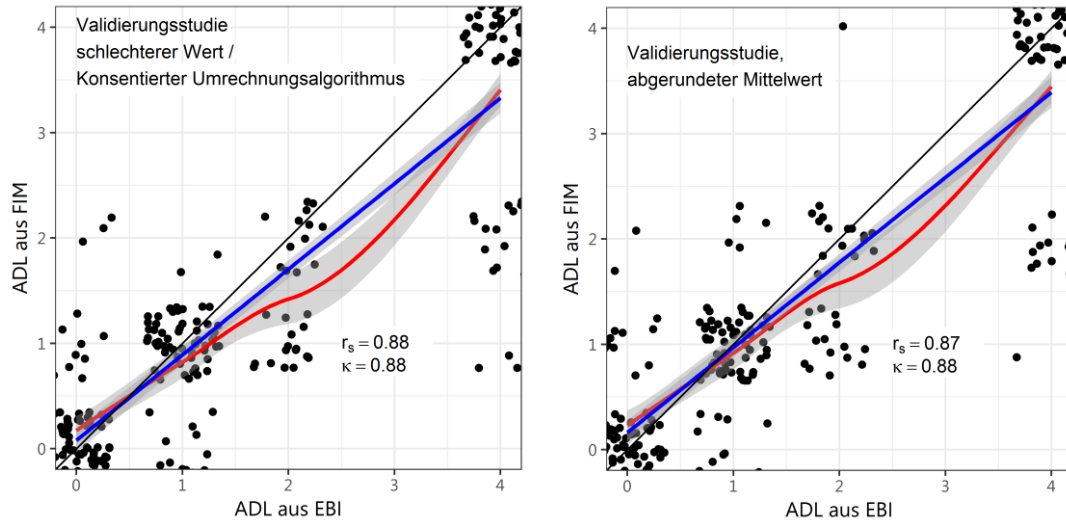 Validierungsstudie
schlechterer Wert /
Konsentierter Umrechnungsalgorithmus
4
3
2
1
0
ADL aus FIM
rs = 0.88
κ = 0.88
0
1
2
3
4
ADL aus EBI
Validierungsstudie,
abgerundeter Mittelwert
4
3
2
1
0
ADL aus FIM
rs = 0.87
κ = 0.88
0
1
2
3
4
ADL aus EBI